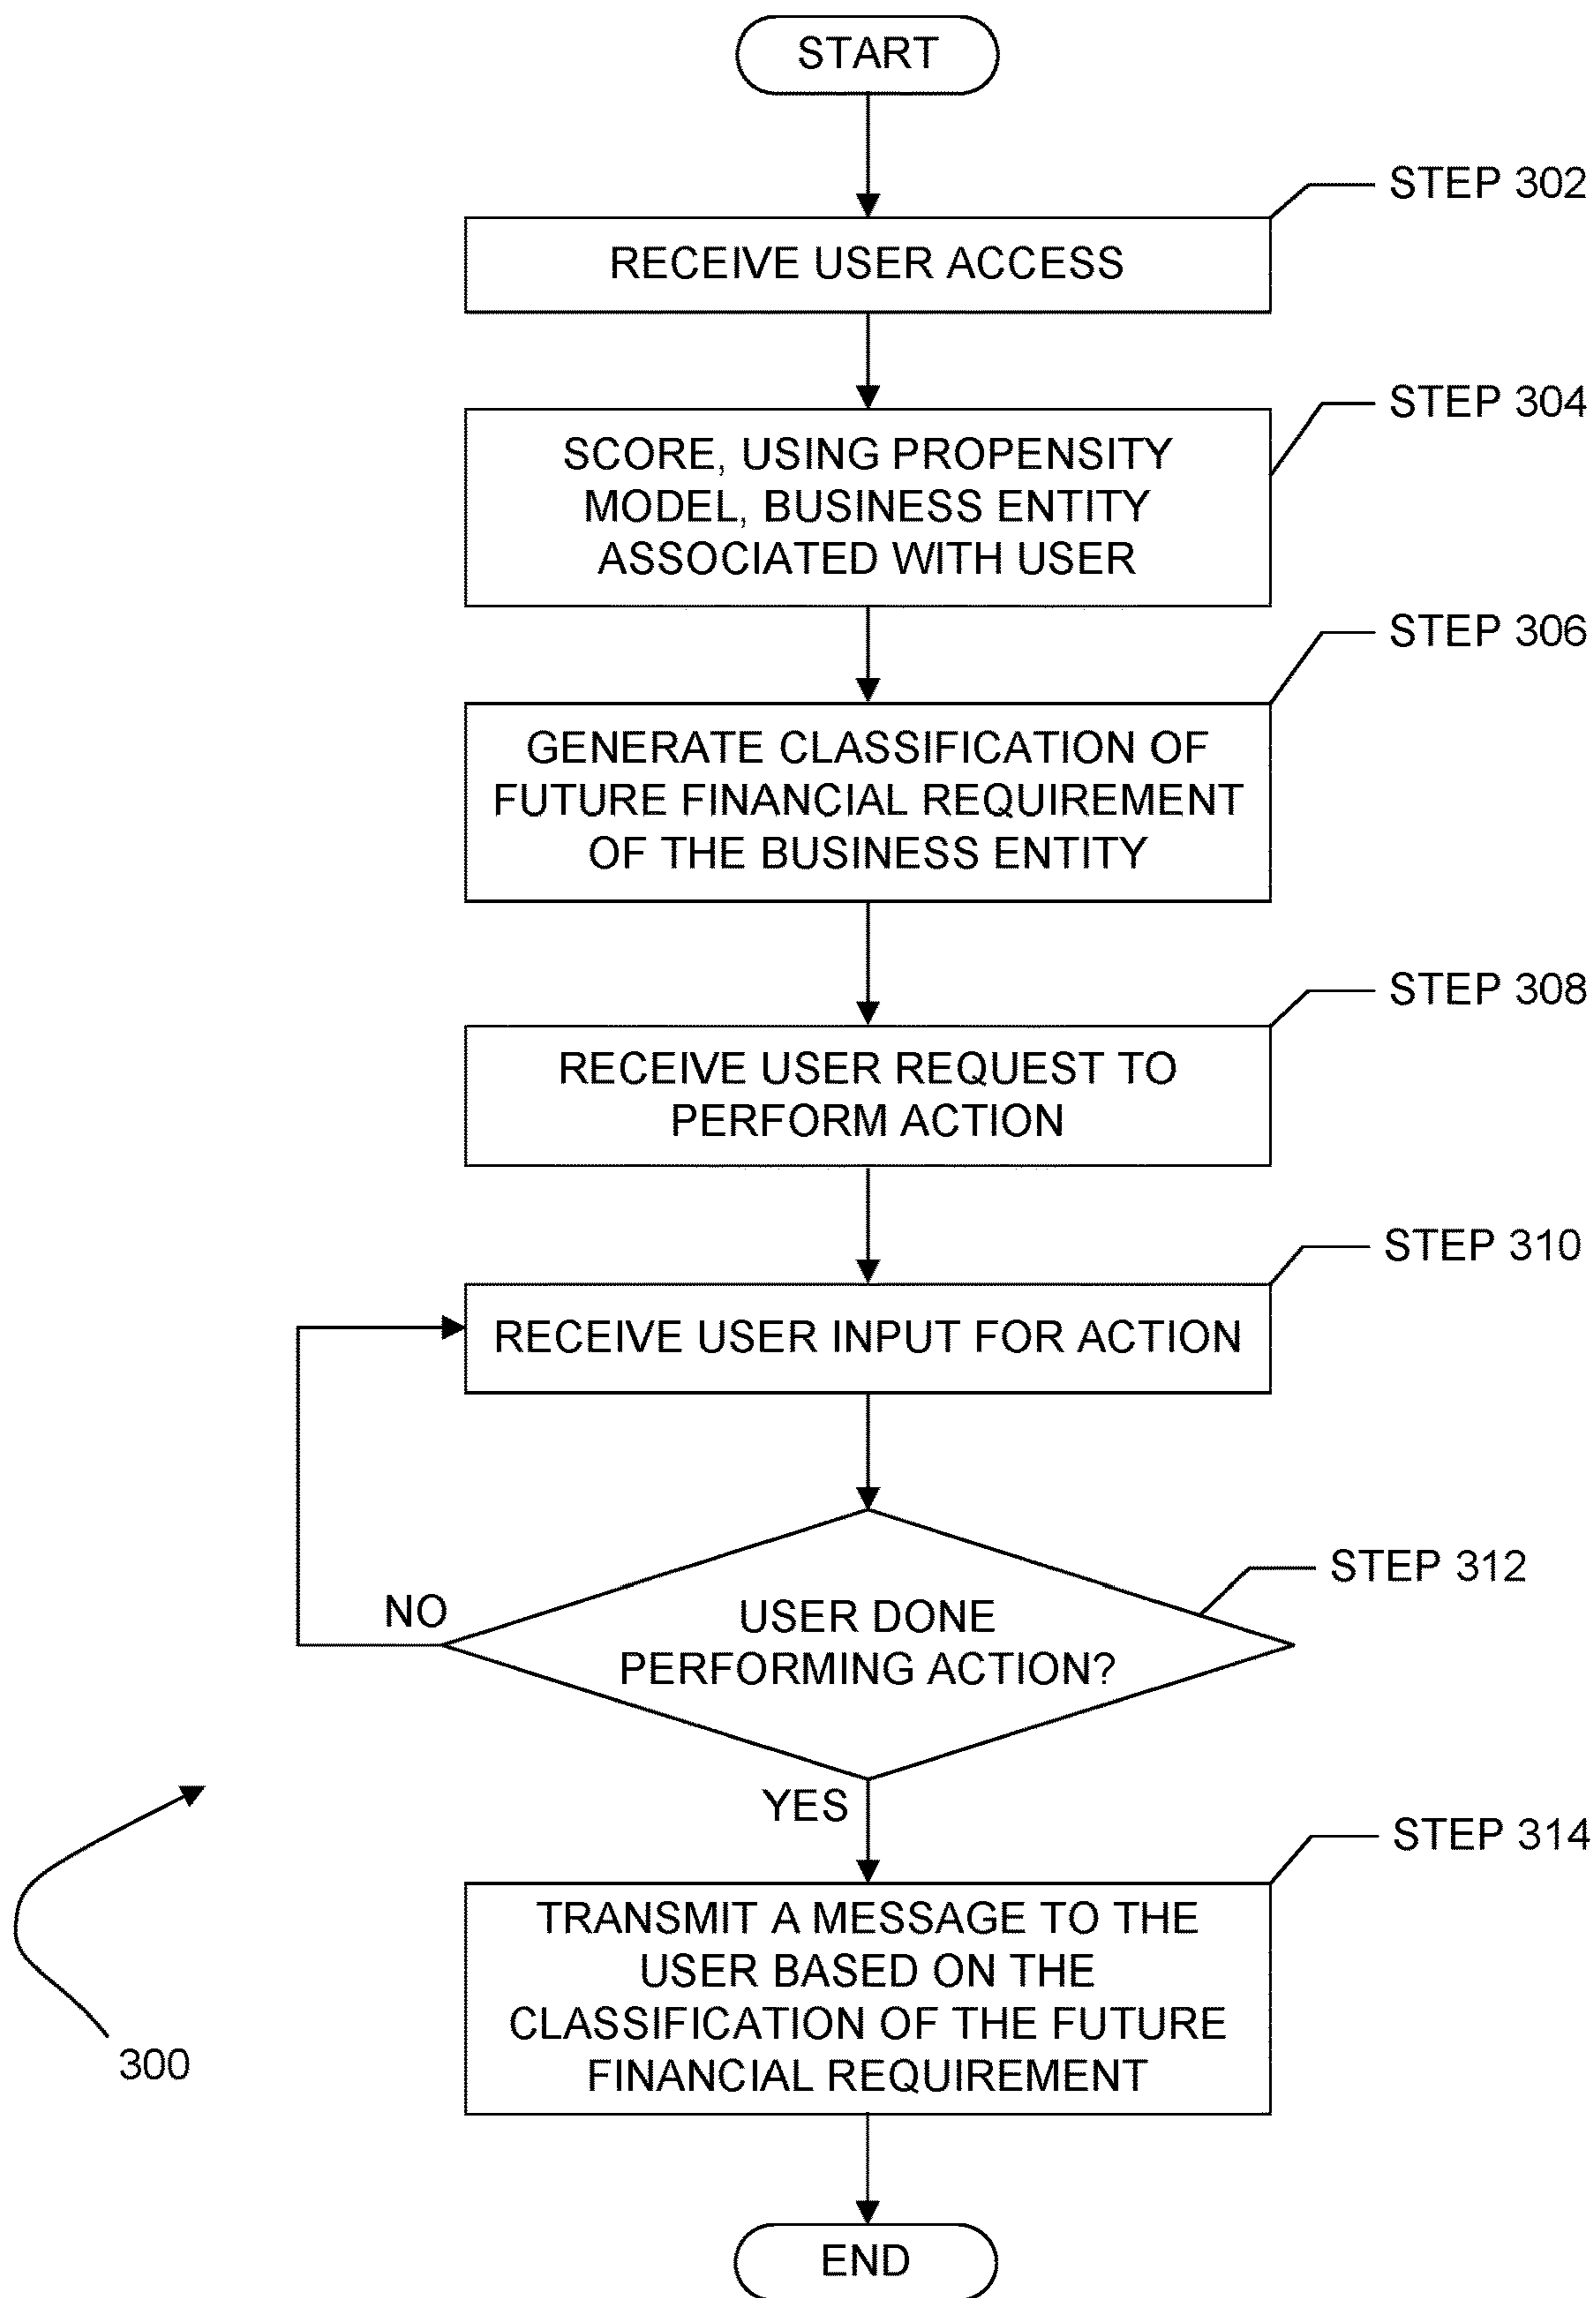 START
STEP 302
RECEIVE USER ACCESS
STEP 304
SCORE, USING PROPENSITY
MODEL, BUSINESS ENTITY
ASSOCIATED WITH USER
STEP 306
GENERATE CLASSIFICATION OF
FUTURE FINANCIAL REQUIREMENT
OF THE BUSINESS ENTITY
STEP 308
RECEIVE USER REQUEST TO
PERFORM ACTION
STEP 310
RECEIVE USER INPUT FOR ACTION
STEP 312
NO
USER DONE
PERFORMING ACTION?
YES
STEP 314
TRANSMIT A MESSAGE TO THE
USER BASED ON THE
CLASSIFICATION OF THE FUTURE
FINANCIAL REQUIREMENT
300
END